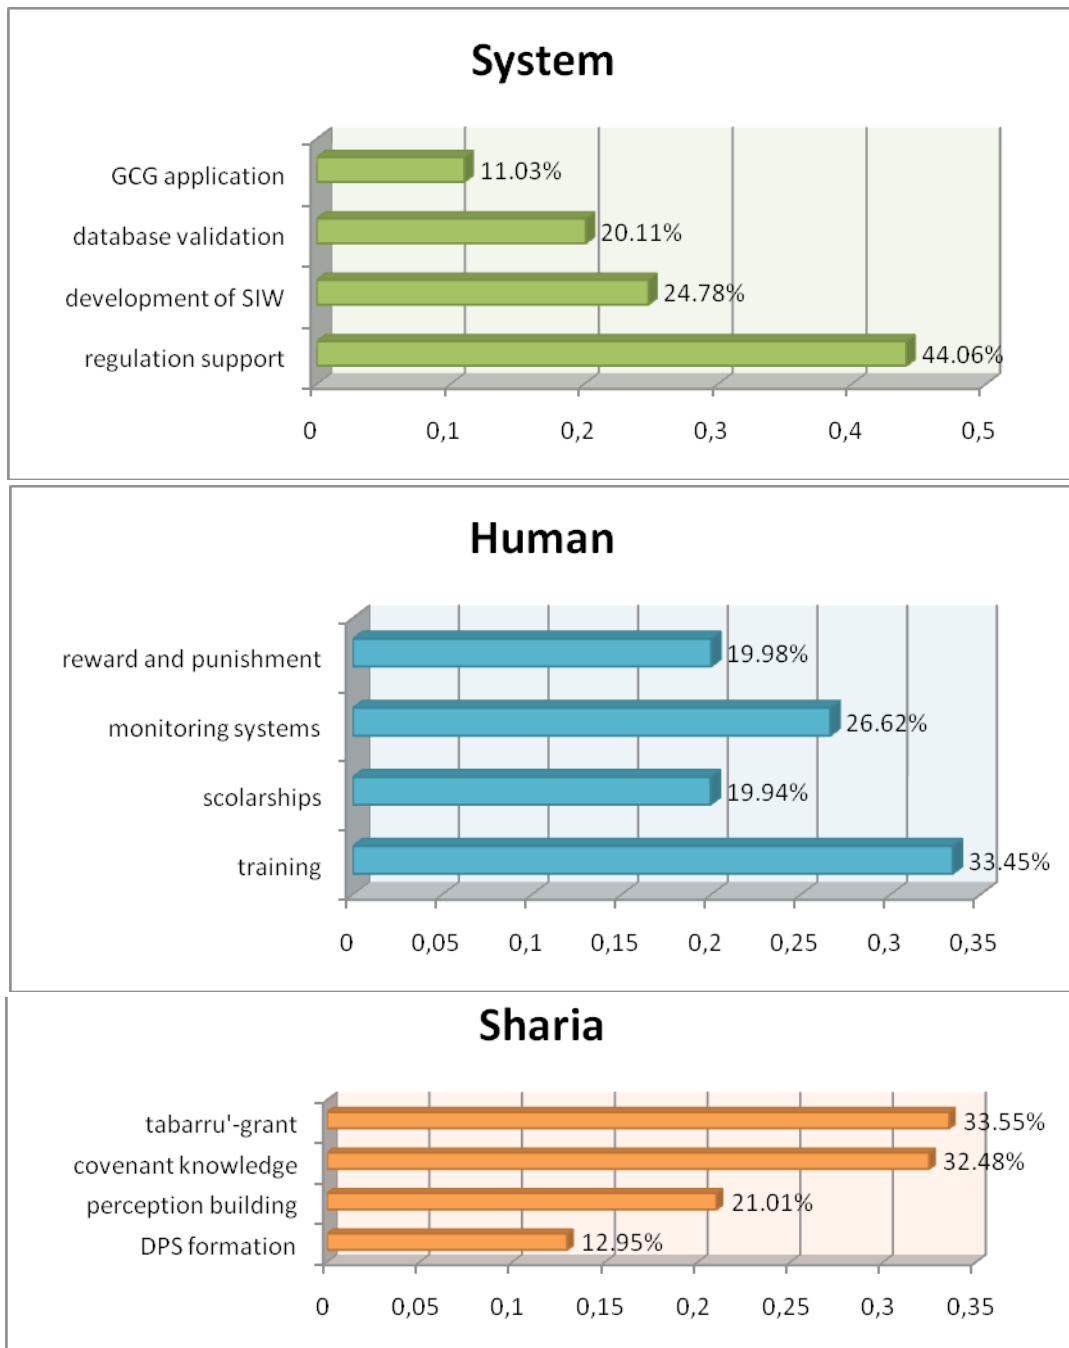 System
GCG application 11.03%
database validation 20.11%
development of SIW 24.78%
regulation support 44.06%
0 0,1 0,2 0,3 0,4 0,5
Human
reward and punishment 19.98%
monitoring systems 26.62%
scolarships 19.94%
training 33.45%
0 0,05 0,1 0,15 0,2 0,25 0,3 0,35
Sharia
tabarru'-grant 33.55%
covenant knowledge 32.48%
perception building 21.01%
DPS formation 12.95%
0 0,05 0,1 0,15 0,2 0,25 0,3 0,35